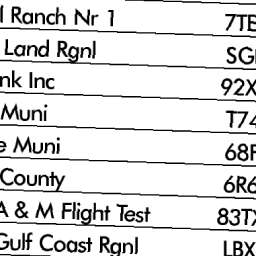 l Ranch Nr 1 7TE
Land Rgnl SG
nk Inc 92X
Muni T74
e Muni 68F
County 6R6
A & M Flight Test 83TX
Gulf Coast Rgnl LBX